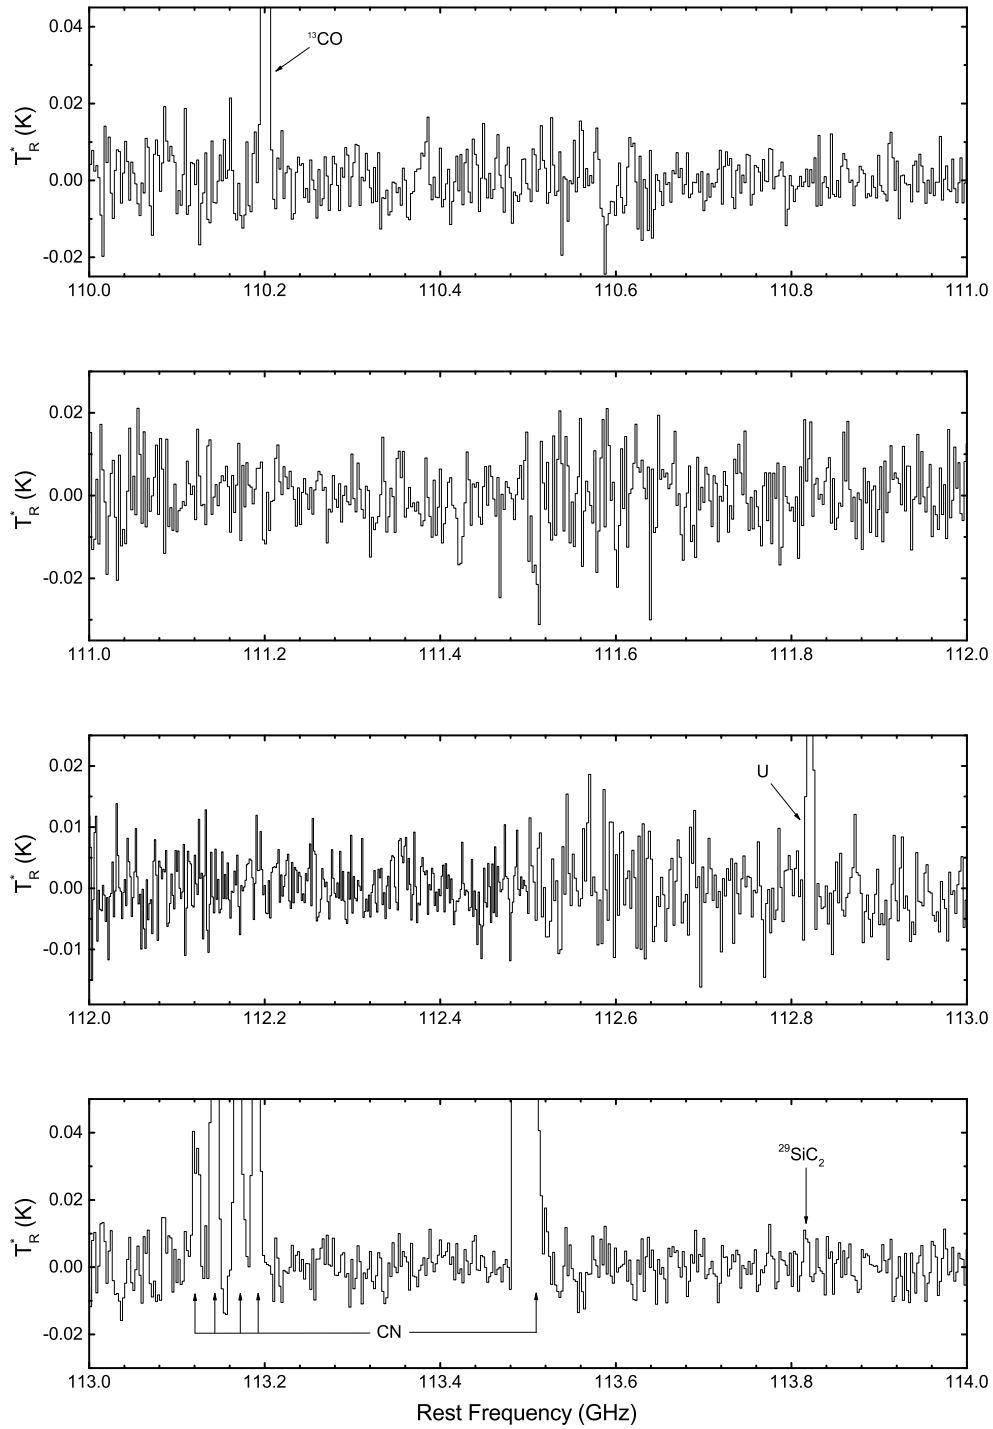 T*R (K)
0.04
0.02
0.00
-0.02
¹³CO
110.0 110.2 110.4 110.6 110.8 111.0
T*R (K)
0.02
0.00
-0.02
111.0 111.2 111.4 111.6 111.8 112.0
T*R (K)
0.02
0.01
0.00
-0.01
U
112.0 112.2 112.4 112.6 112.8 113.0
T*R (K)
0.04
0.02
0.00
-0.02
²⁹SiC₂
CN
113.0 113.2 113.4 113.6 113.8 114.0
Rest Frequency (GHz)